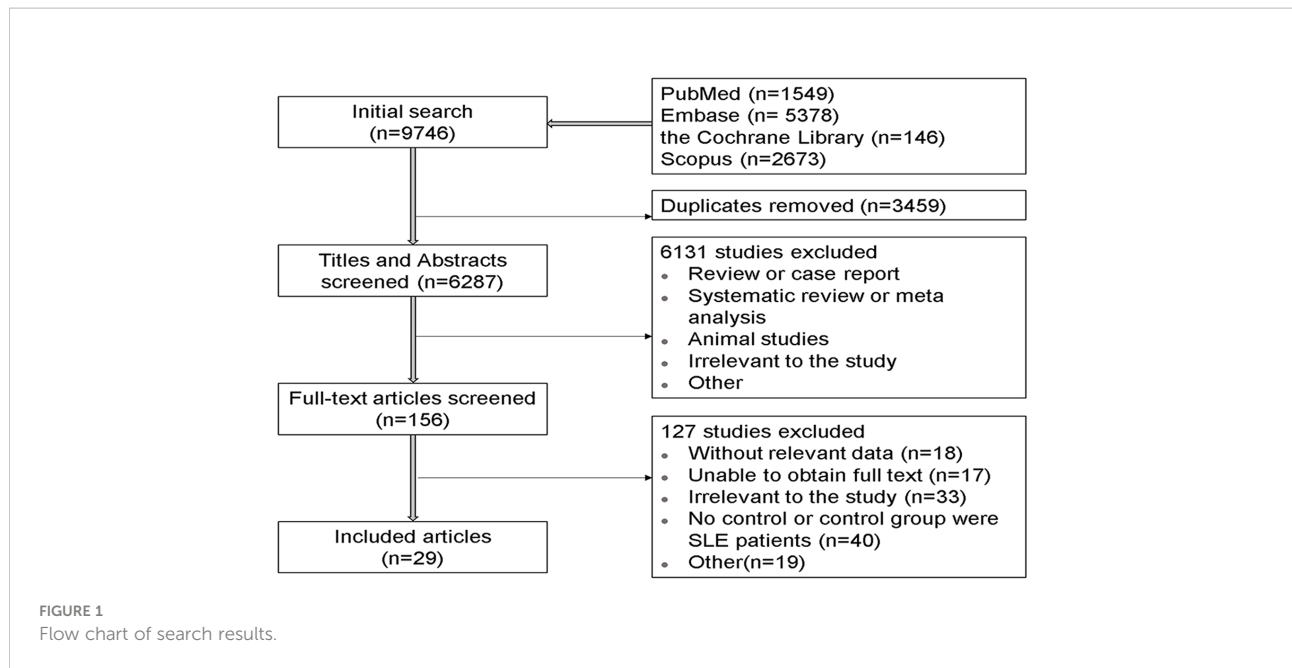 Initial search
(n=9746)
PubMed (n=1549)
Embase (n= 5378)
the Cochrane Library (n=146)
Scopus (n=2673)
Duplicates removed (n=3459)
Titles and Abstracts
screened (n=6287)
6131 studies excluded
• Review or case report
• Systematic review or meta
analysis
• Animal studies
• Irrelevant to the study
• Other
Full-text articles screened
(n=156)
127 studies excluded
• Without relevant data (n=18)
• Unable to obtain full text (n=17)
• Irrelevant to the study (n=33)
• No control or control group were
SLE patients (n=40)
• Other(n=19)
Included articles
(n=29)
FIGURE 1
Flow chart of search results.